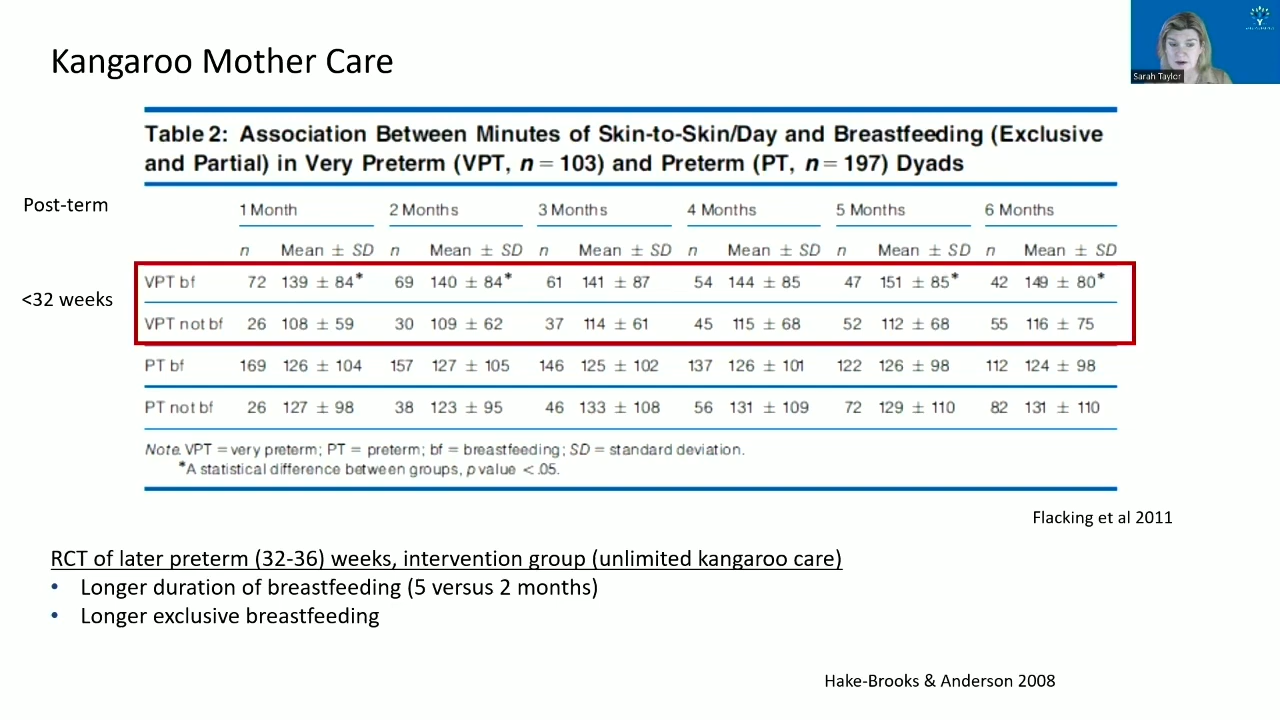 Kangaroo Mother Care
Sarah Taylor
Table 2: Association Between Minutes of Skin-to-Skin/Day and Breastfeeding (Exclusive
and Partial) in Very Preterm (VPT, n = 103) and Preterm (PT, n = 197) Dyads
Post-term
1 Month 2 Months 3 Months 4 Months 5 Months 6 Months
n Mean ± SD n Mean ± SD n Mean ± SD n Mean ± SD n Mean ± SD n Mean ± SD
<32 weeks
VPT bf 72 139 ± 84* 69 140 ± 84* 61 141 ± 87 54 144 ± 85 47 151 ± 85* 42 149 ± 80*
VPT not bf 26 108 ± 59 30 109 ± 62 37 114 ± 61 45 115 ± 68 52 112 ± 68 55 116 ± 75
PT bf 169 126 ± 104 157 127 ± 105 146 125 ± 102 137 126 ± 101 122 126 ± 98 112 124 ± 98
PT not bf 26 127 ± 98 38 123 ± 95 46 133 ± 108 56 131 ± 109 72 129 ± 110 82 131 ± 110
Note. VPT = very preterm; PT = preterm; bf = breastfeeding; SD = standard deviation.
*A statistical difference between groups, p value < .05.
Flacking et al 2011
RCT of later preterm (32-36) weeks, intervention group (unlimited kangaroo care)
• Longer duration of breastfeeding (5 versus 2 months)
• Longer exclusive breastfeeding
Hake-Brooks & Anderson 2008